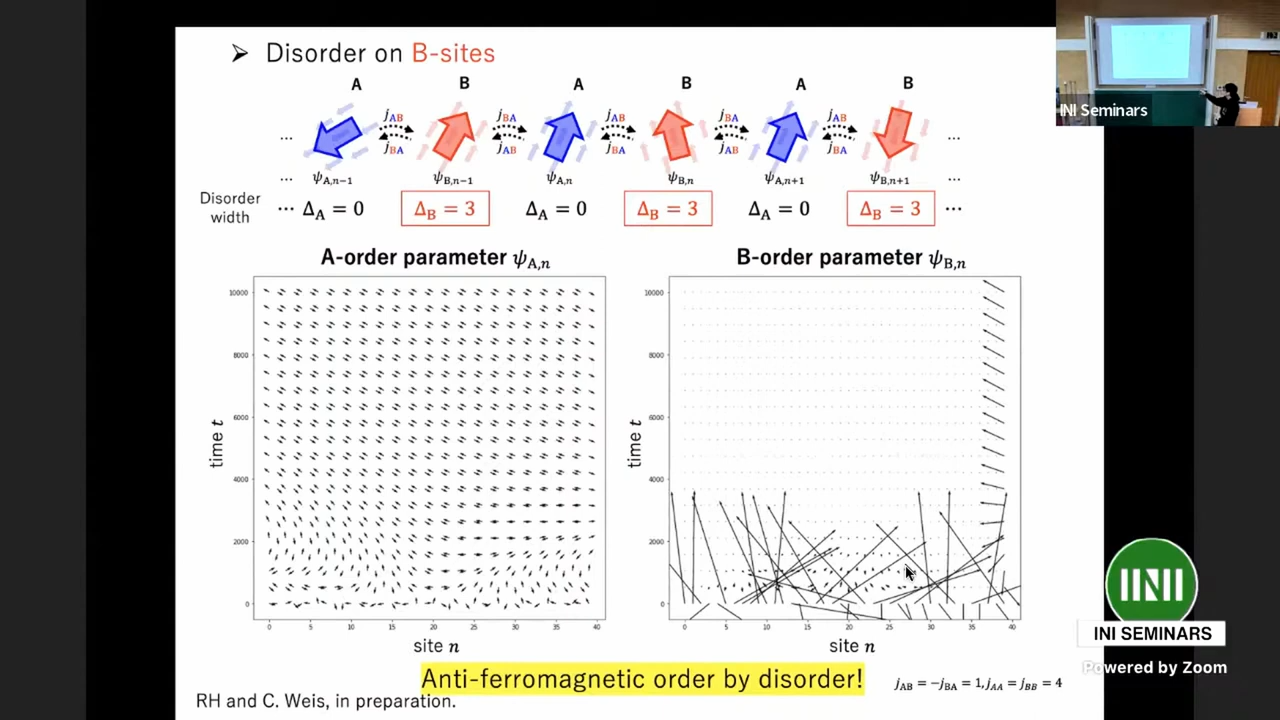 ➤ Disorder on B-sites
A B A B A B
j_AB j_BA j_AB j_BA j_AB
j_BA j_AB j_BA j_AB j_BA
... ...
... ψ_A,n−1 ψ_B,n−1 ψ_A,n ψ_B,n ψ_A,n+1 ψ_B,n+1 ...
Disorder
width
... Δ_A = 0 Δ_B = 3 Δ_A = 0 Δ_B = 3 Δ_A = 0 Δ_B = 3 ...
A-order parameter ψ_A,n
10000
8000
6000
4000
2000
0
time t
0 5 10 15 20 25 30 35 40
site n
B-order parameter ψ_B,n
10000
8000
6000
4000
2000
0
time t
0 5 10 15 20 25 30 35 40
site n
Anti-ferromagnetic order by disorder!
j_AB = −j_BA = 1, j_AA = j_BB = 4
RH and C. Weis, in preparation.
INI Seminars
INI
INI SEMINARS
Powered by Zoom